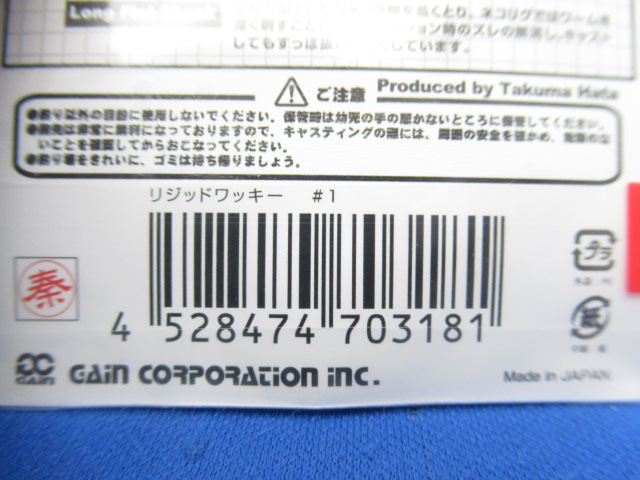 Long
してもすっぽ抜
ご注意
Produced by Takuma Hata
●釣り以外の目的に使用しないでください。保管時は幼児の手の届かないところに保管してください。
●鈎先は非常に鋭利になっておりますので、キャスティングの際には、周囲の安全を確かめ、危険のな
いことを確認してからおこなってください。
●釣り場をきれいに、ゴミは持ち帰りましょう。
リジッドワッキー #1
プラ
秦
紙
4 528474 703181
GAIN
GAIN CORPORATION INC.
Made in JAPAN